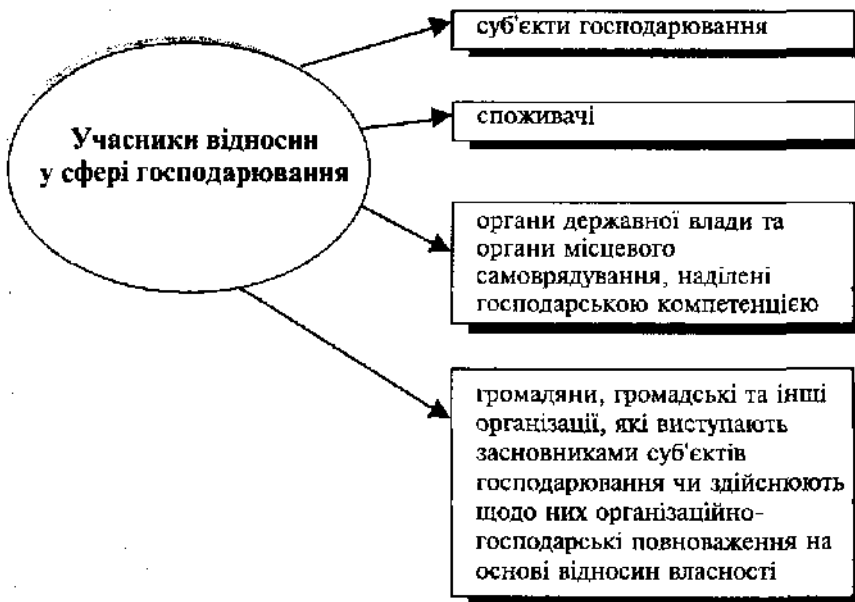 суб'єкти господарювання
Учасники відносин
у сфері господарювання
споживачі
органи державної влади та
органи місцевого
самоврядування, наділені
господарською компетенцією
громадяни, громадські та інші
організації, які виступають
засновниками суб'єктів
господарювання чи здійснюють
щодо них організаційно-
господарські повноваження на
основі відносин власності